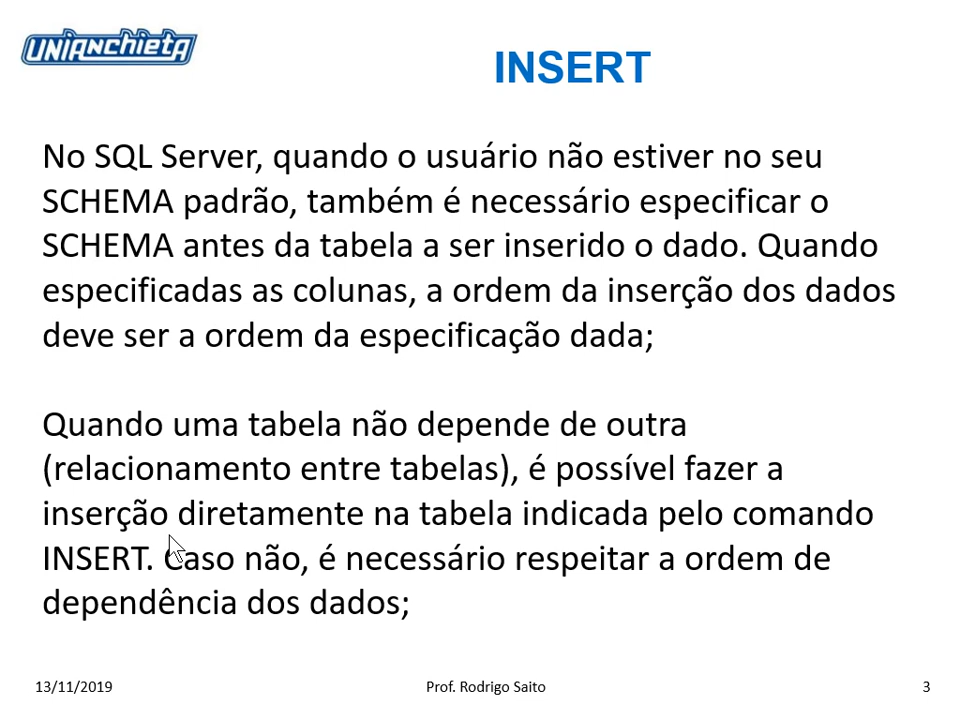 UNIANCHIETA
INSERT
No SQL Server, quando o usuário não estiver no seu
SCHEMA padrão, também é necessário especificar o
SCHEMA antes da tabela a ser inserido o dado. Quando
especificadas as colunas, a ordem da inserção dos dados
deve ser a ordem da especificação dada;
Quando uma tabela não depende de outra
(relacionamento entre tabelas), é possível fazer a
inserção diretamente na tabela indicada pelo comando
INSERT. Caso não, é necessário respeitar a ordem de
dependência dos dados;
13/11/2019
Prof. Rodrigo Saito
3